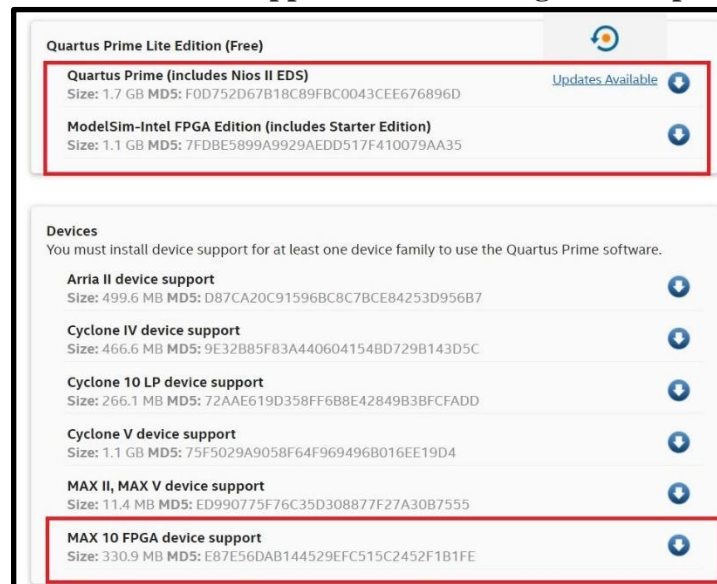 Quartus Prime Lite Edition (Free)
Quartus Prime (includes Nios II EDS)
Updates Available
Size: 1.7 GB MD5: F0D752D67B18C89FBC0043CEE676896D
ModelSim-Intel FPGA Edition (includes Starter Edition)
Size: 1.1 GB MD5: 7FDBE5899A9929AEDD517F410079AA35
Devices
You must install device support for at least one device family to use the Quartus Prime software.
Arria II device support
Size: 499.6 MB MD5: D87CA20C91596BC8C7BCE84253D956B7
Cyclone IV device support
Size: 466.6 MB MD5: 9E32B85F83A440604154BD729B143D5C
Cyclone 10 LP device support
Size: 266.1 MB MD5: 72AAE619D358FF6B8E42849B3BFCFADD
Cyclone V device support
Size: 1.1 GB MD5: 75F5029A9058F64F969496B016EE19D4
MAX II, MAX V device support
Size: 11.4 MB MD5: ED990775F76C35D308877F27A30B7555
MAX 10 FPGA device support
Size: 330.9 MB MD5: E87E56DAB144529EFC515C2452F1B1FE